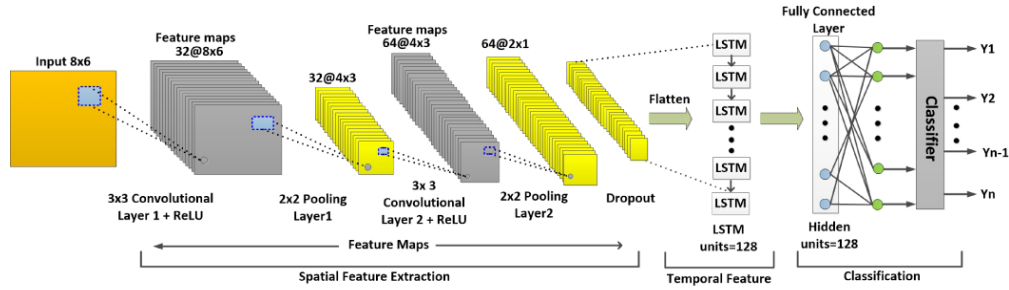 Input 8x6
Feature maps
32@8x6
32@4x3
Feature maps
64@4x3
64@2x1
Flatten
LSTM
LSTM
LSTM
LSTM
LSTM
Fully Connected
Layer
Classifier
Y1
Y2
Yn-1
Yn
3x3 Convolutional
Layer 1 + ReLU
2x2 Pooling
Layer1
3x 3
Convolutional
Layer 2 + ReLU
2x2 Pooling
Layer2
Dropout
LSTM
units=128
Hidden
units=128
Feature Maps
Spatial Feature Extraction
Temporal Feature
Classification